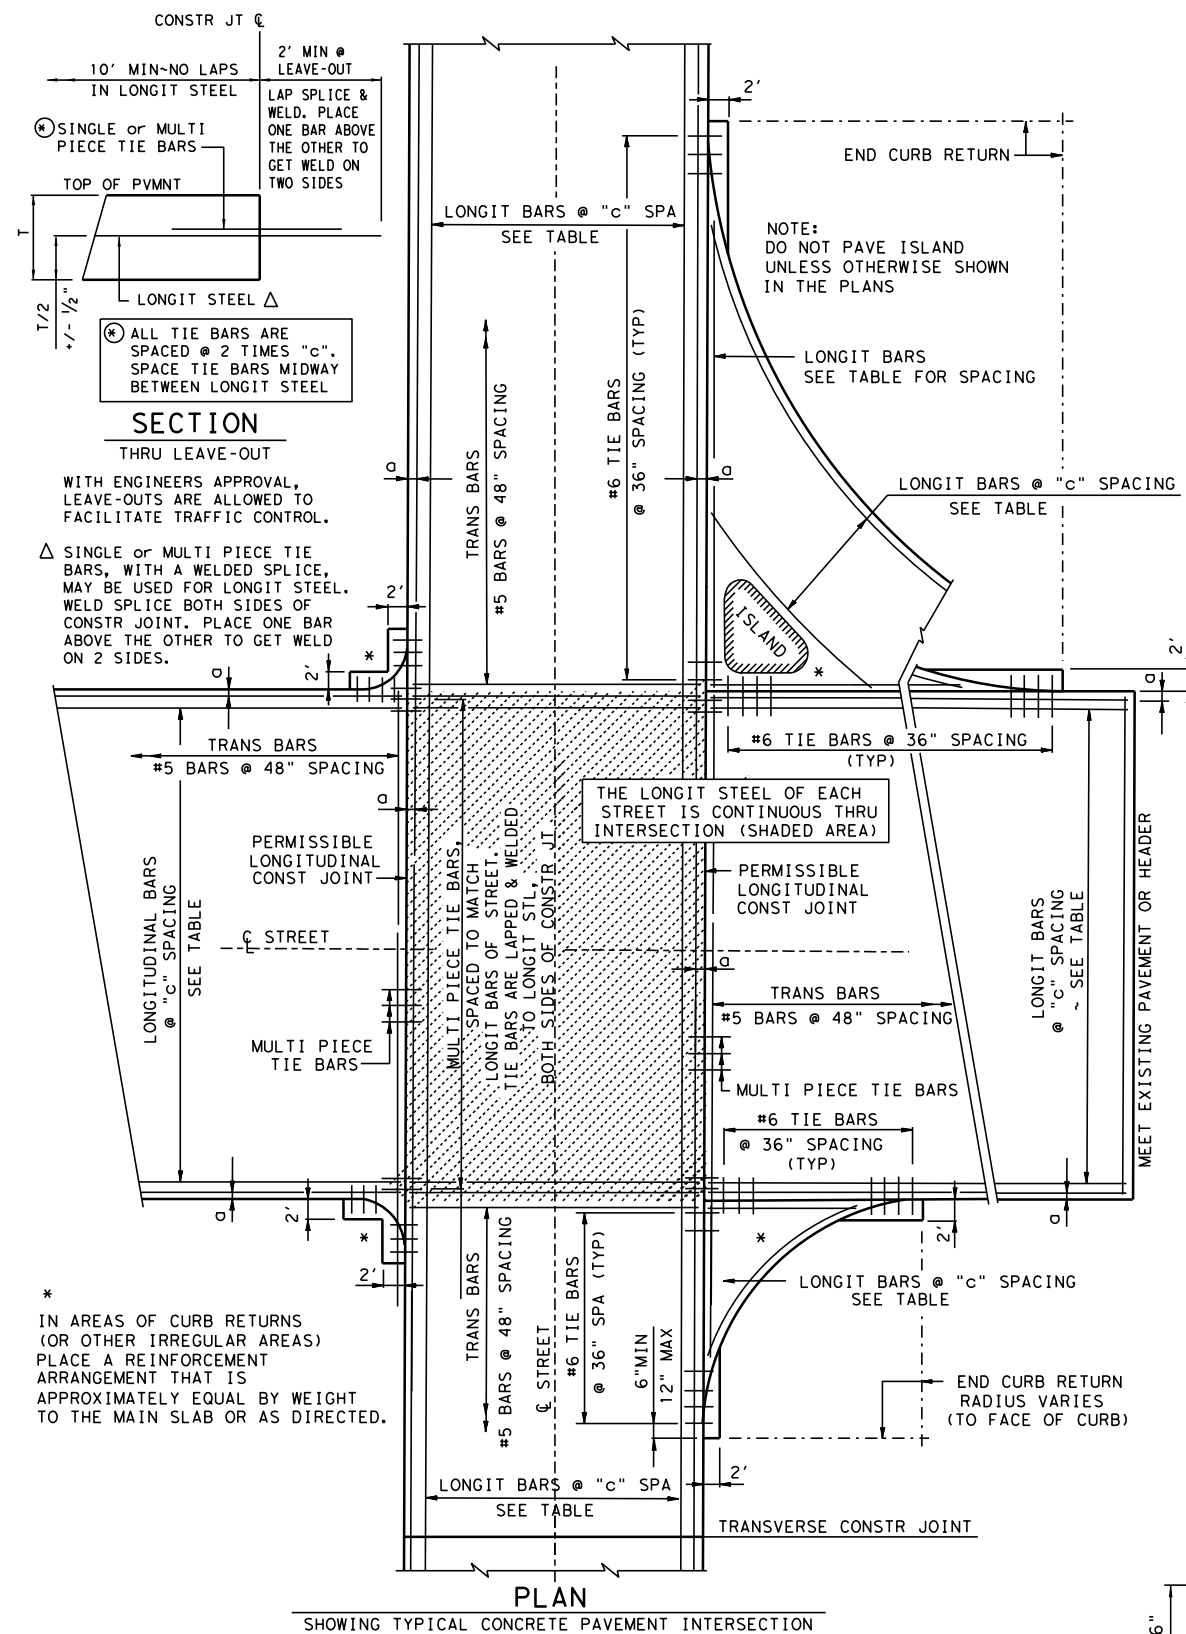 CONSTR JT ℄
10' MIN~NO LAPS
IN LONGIT STEEL
2' MIN @
LEAVE-OUT
LAP SPLICE &
WELD. PLACE
ONE BAR ABOVE
THE OTHER TO
GET WELD ON
TWO SIDES
(*) SINGLE or MULTI
PIECE TIE BARS
TOP OF PVMNT
T
T/2
+/- ½"
LONGIT STEEL △
(*) ALL TIE BARS ARE
SPACED @ 2 TIMES "c".
SPACE TIE BARS MIDWAY
BETWEEN LONGIT STEEL
SECTION
THRU LEAVE-OUT
WITH ENGINEERS APPROVAL,
LEAVE-OUTS ARE ALLOWED TO
FACILITATE TRAFFIC CONTROL.
△ SINGLE or MULTI PIECE TIE
BARS, WITH A WELDED SPLICE,
MAY BE USED FOR LONGIT STEEL.
WELD SPLICE BOTH SIDES OF
CONSTR JOINT. PLACE ONE BAR
ABOVE THE OTHER TO GET WELD
ON 2 SIDES.
2'
END CURB RETURN
LONGIT BARS @ "c" SPA
SEE TABLE
NOTE:
DO NOT PAVE ISLAND
UNLESS OTHERWISE SHOWN
IN THE PLANS
LONGIT BARS
SEE TABLE FOR SPACING
TRANS BARS
#5 BARS @ 48" SPACING
#6 TIE BARS
@ 36" SPACING (TYP)
a
a
LONGIT BARS @ "c" SPACING
SEE TABLE
2'
*
2'
a
ISLAND
*
2'
a
TRANS BARS
#5 BARS @ 48" SPACING
#6 TIE BARS @ 36" SPACING
(TYP)
a
THE LONGIT STEEL OF EACH
STREET IS CONTINUOUS THRU
INTERSECTION (SHADED AREA)
PERMISSIBLE
LONGITUDINAL
CONST JOINT
PERMISSIBLE
LONGITUDINAL
CONST JOINT
LONGITUDINAL BARS
@ "c" SPACING
SEE TABLE
℄ STREET
MULTI PIECE TIE BARS,
SPACED TO MATCH
LONGIT BARS OF STREET.
TIE BARS ARE LAPPED & WELDED
TO LONGIT STL,
BOTH SIDES OF CONSTR JT
a
LONGIT BARS
@ "c" SPACING
~ SEE TABLE
MEET EXISTING PAVEMENT OR HEADER
TRANS BARS
#5 BARS @ 48" SPACING
MULTI PIECE
TIE BARS
MULTI PIECE TIE BARS
#6 TIE BARS
@ 36" SPACING
(TYP)
a
2'
*
2'
2'
a
*
TRANS BARS
#5 BARS @ 48" SPACING
℄ STREET
#6 TIE BARS
@ 36" SPA (TYP)
6"MIN
12" MAX
LONGIT BARS @ "c" SPACING
SEE TABLE
*
IN AREAS OF CURB RETURNS
(OR OTHER IRREGULAR AREAS)
PLACE A REINFORCEMENT
ARRANGEMENT THAT IS
APPROXIMATELY EQUAL BY WEIGHT
TO THE MAIN SLAB OR AS DIRECTED.
END CURB RETURN
RADIUS VARIES
(TO FACE OF CURB)
LONGIT BARS @ "c" SPA
SEE TABLE
2'
TRANSVERSE CONSTR JOINT
PLAN
SHOWING TYPICAL CONCRETE PAVEMENT INTERSECTION
6"